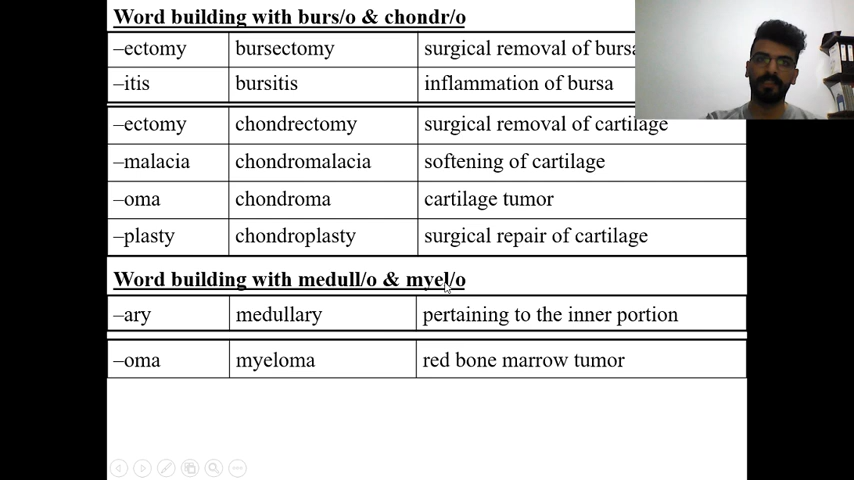 Word building with burs/o & chondr/o
–ectomy bursectomy surgical removal of bursa
–itis bursitis inflammation of bursa
–ectomy chondrectomy surgical removal of cartilage
–malacia chondromalacia softening of cartilage
–oma chondroma cartilage tumor
–plasty chondroplasty surgical repair of cartilage
Word building with medull/o & myel/o
–ary medullary pertaining to the inner portion
–oma myeloma red bone marrow tumor